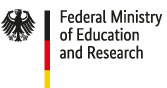 Federal Ministry
of Education
and Research